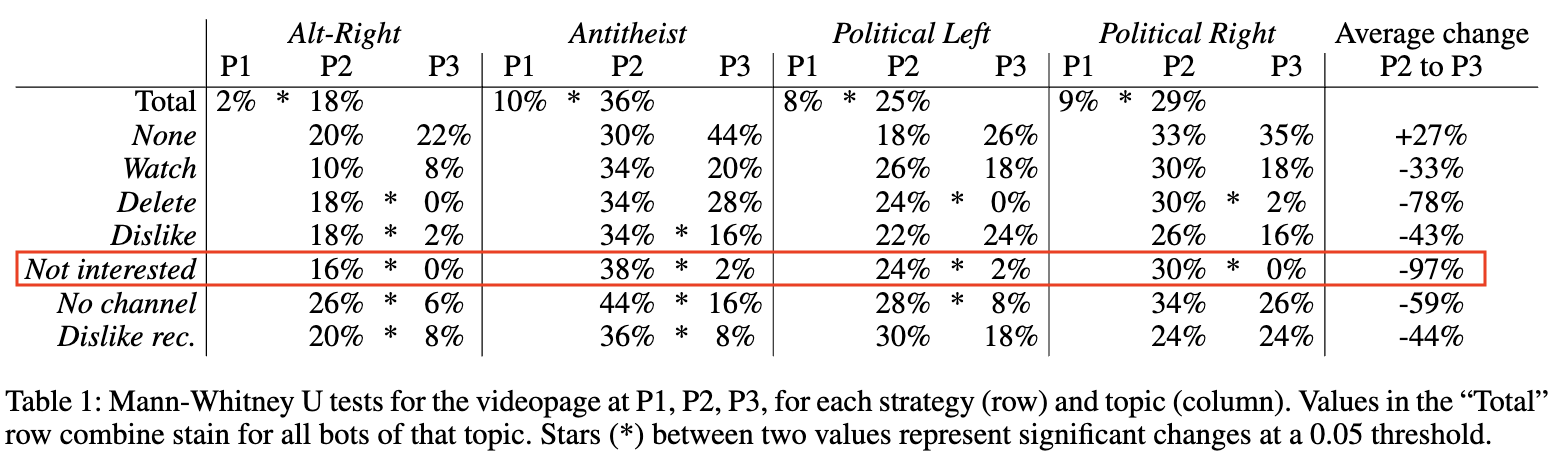 Alt-Right Antitheist Political Left Political Right Average change
P1 P2 P3 P1 P2 P3 P1 P2 P3 P1 P2 P3 P2 to P3
Total 2% * 18% 10% * 36% 8% * 25% 9% * 29%
None 20% 22% 30% 44% 18% 26% 33% 35% +27%
Watch 10% 8% 34% 20% 26% 18% 30% 18% -33%
Delete 18% * 0% 34% 28% 24% * 0% 30% * 2% -78%
Dislike 18% * 2% 34% * 16% 22% 24% 26% 16% -43%
Not interested 16% * 0% 38% * 2% 24% * 2% 30% * 0% -97%
No channel 26% * 6% 44% * 16% 28% * 8% 34% 26% -59%
Dislike rec. 20% * 8% 36% * 8% 30% 18% 24% 24% -44%
Table 1: Mann-Whitney U tests for the videopage at P1, P2, P3, for each strategy (row) and topic (column). Values in the “Total”
row combine stain for all bots of that topic. Stars (*) between two values represent significant changes at a 0.05 threshold.